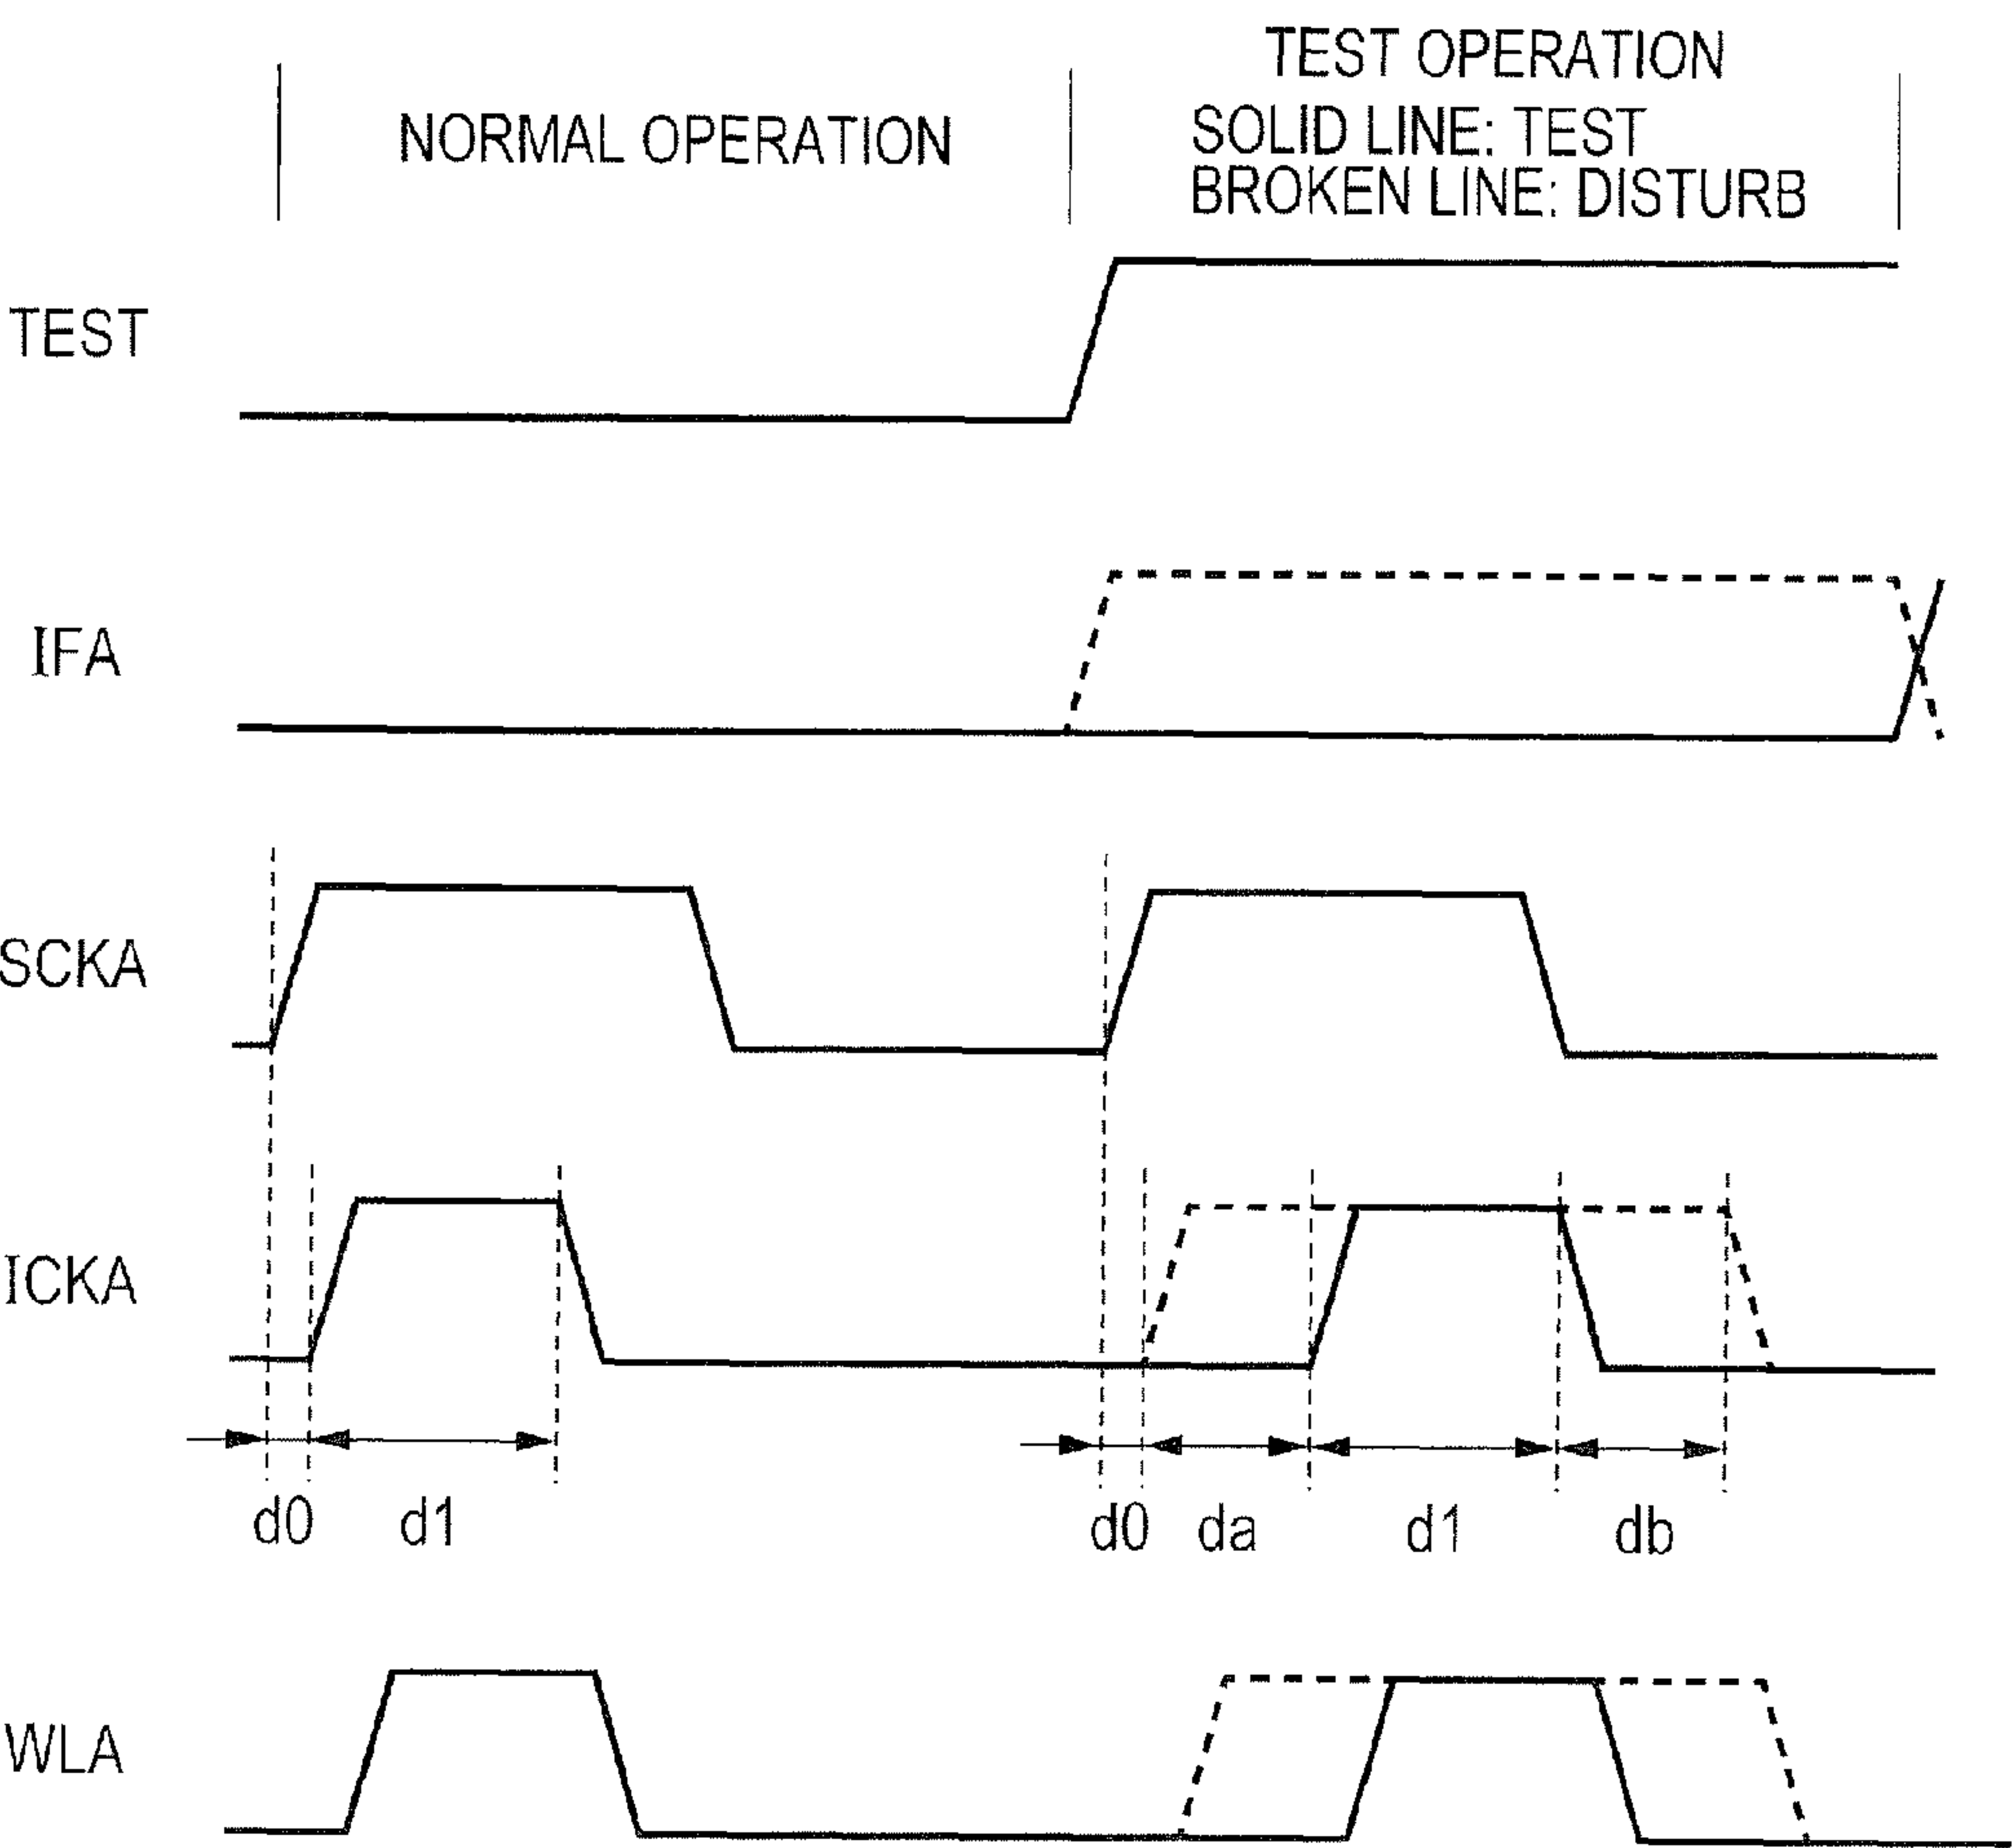 TEST OPERATION
NORMAL OPERATION
SOLID LINE: TEST
BROKEN LINE: DISTURB
TEST
IFA
SCKA
ICKA
d0 d1 d0 da d1 db
WLA